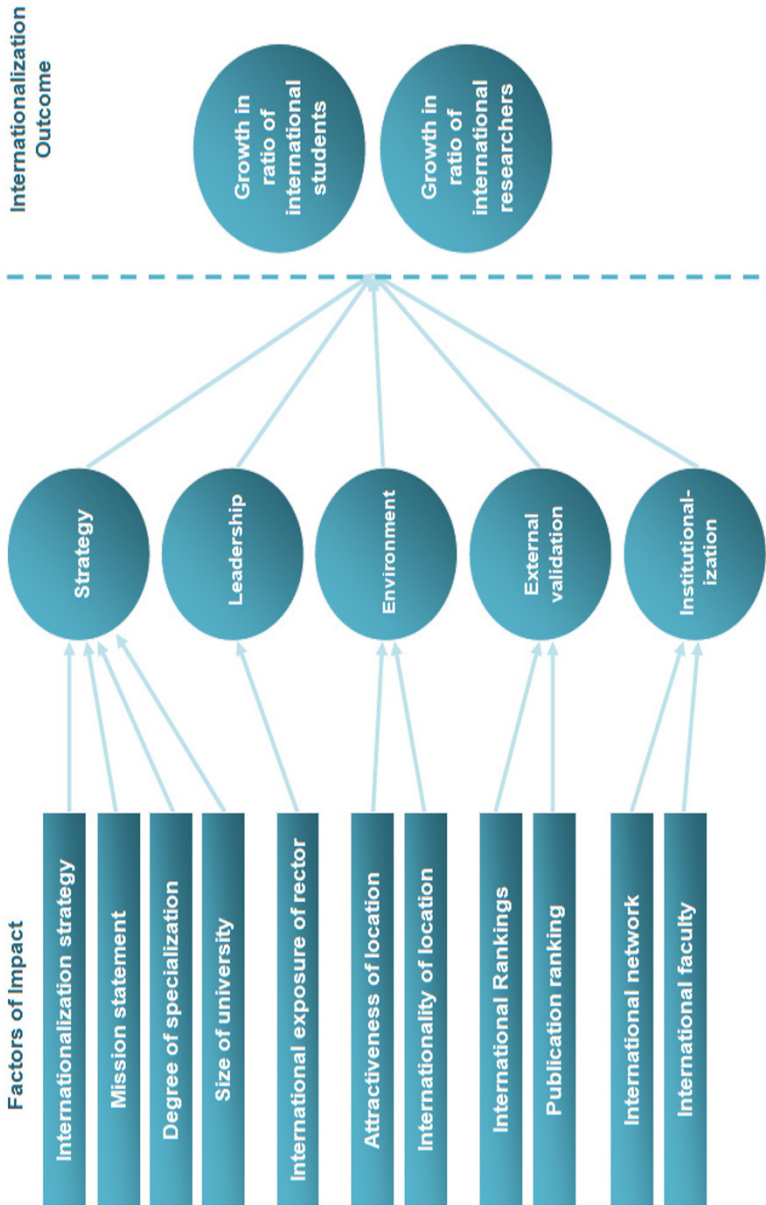 Factors of Impact
Internationalization strategy
Mission statement
Degree of specialization
Size of university
International exposure of rector
Attractiveness of location
Internationality of location
International Rankings
Publication ranking
International network
International faculty
Strategy
Leadership
Environment
External
validation
Institutional-
ization
Internationalization
Outcome
Growth in
ratio of
international
students
Growth in
ratio of
international
researchers